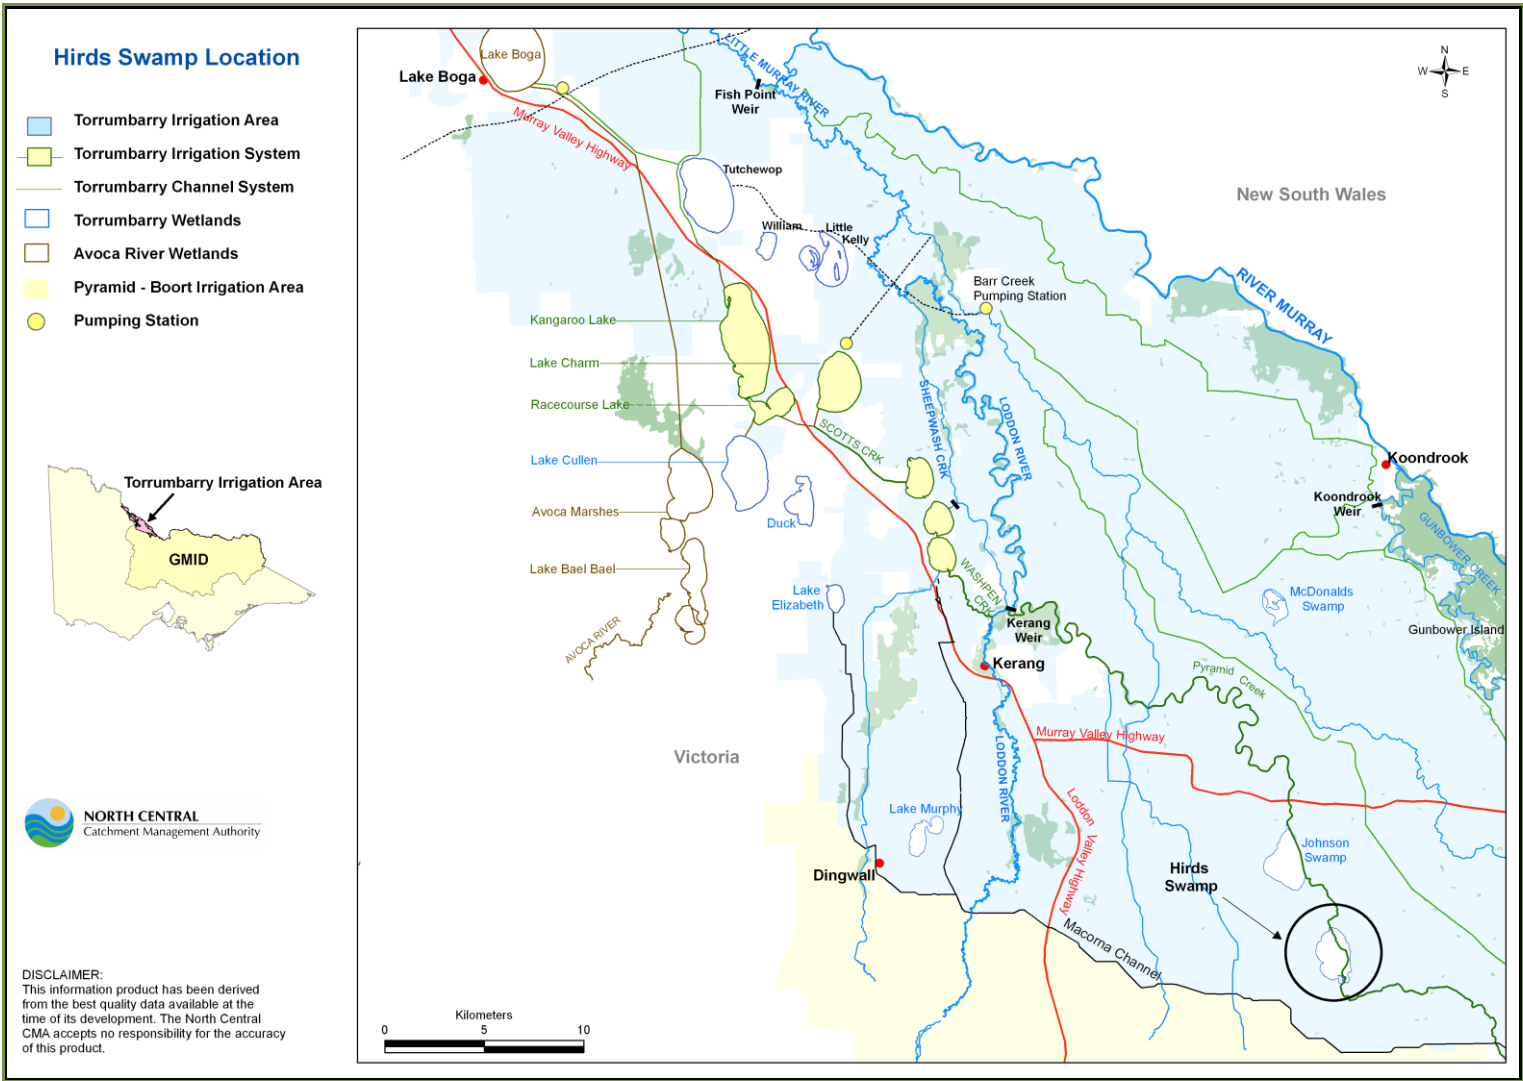 Hirds Swamp Location
Torrumbarry Irrigation Area
Torrumbarry Irrigation System
Torrumbarry Channel System
Torrumbarry Wetlands
Avoca River Wetlands
Pyramid - Boort Irrigation Area
Pumping Station
Torrumbarry Irrigation Area
GMID
NORTH CENTRAL
Catchment Management Authority
DISCLAIMER:
This information product has been derived
from the best quality data available at the
time of its development. The North Central
CMA accepts no responsibility for the accuracy
of this product.
N
W
E
S
Lake Boga
Lake Boga
LITTLE MURRAY RIVER
Fish Point
Weir
Murray Valley Highway
Tutchewop
William
Little
Kelly
New South Wales
RIVER MURRAY
Barr Creek
Pumping Station
Kangaroo Lake
Lake Charm
Racecourse Lake
SCOTTS CRK
SHEEPWASH CRK
LODDON RIVER
Lake Cullen
Avoca Marshes
Duck
Lake Bael Bael
AVOCA RIVER
Lake
Elizabeth
WASHPEN
CRK
Kerang
Weir
Kerang
Koondrook
Koondrook
Weir
GUNBOWER CREEK
McDonalds
Swamp
Gunbower Island
Pyramid Creek
Murray Valley Highway
Victoria
LODDON RIVER
Loddon Valley Highway
Lake Murphy
Dingwall
Macorna Channel
Hirds
Swamp
Johnson
Swamp
Kilometers
0
5
10